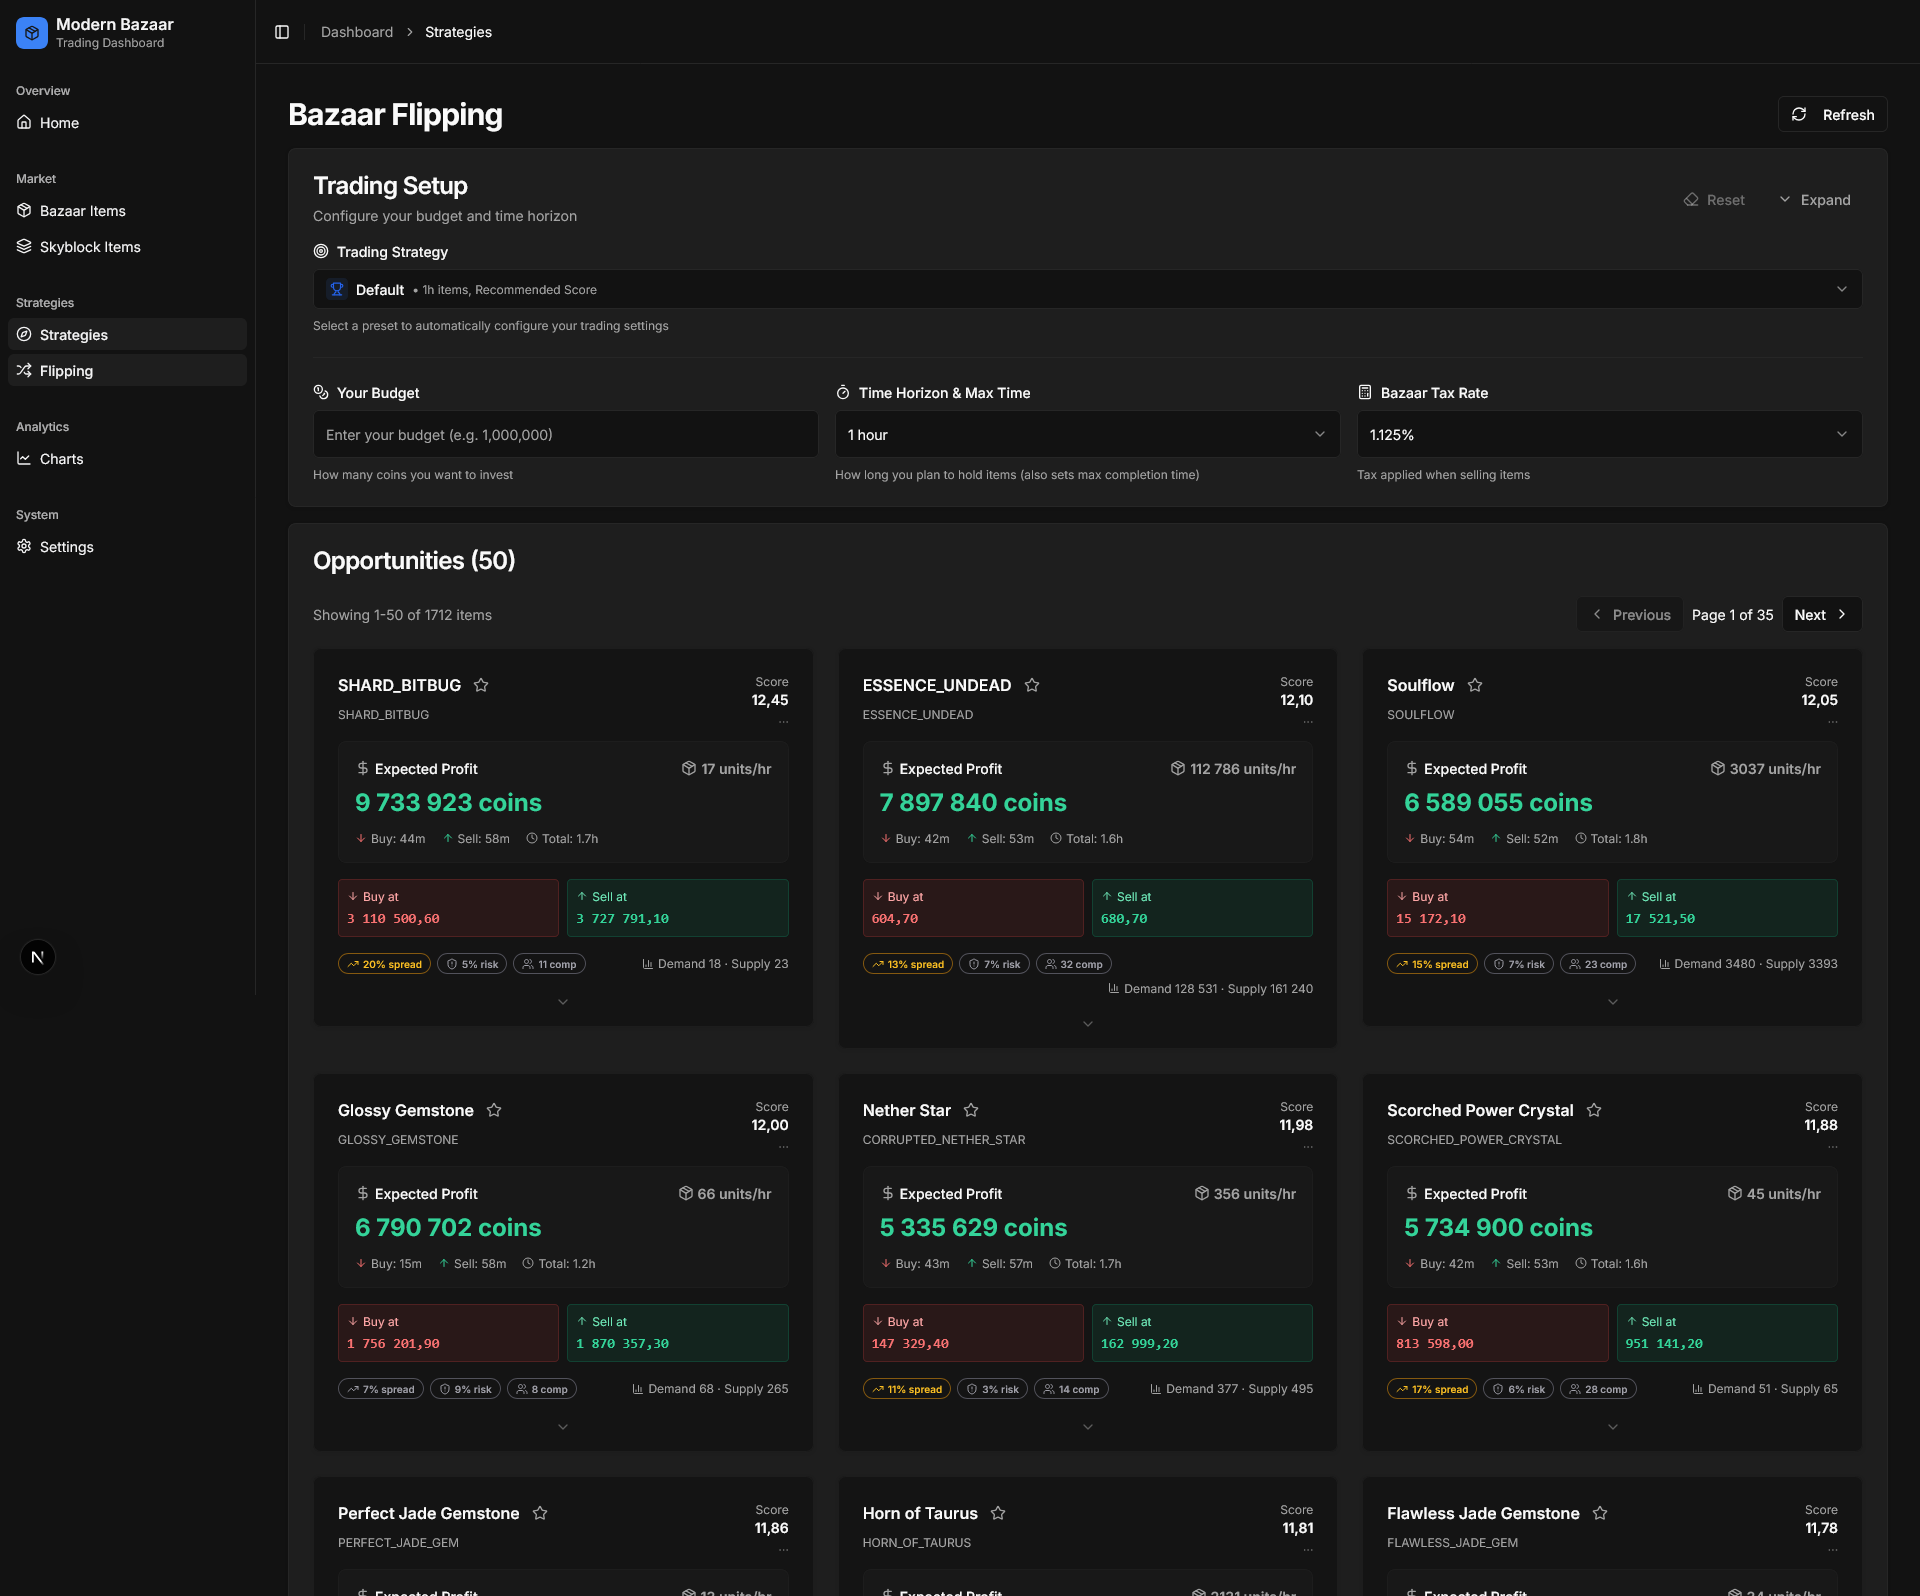 Modern Bazaar
Trading Dashboard
Overview
Home
Market
Bazaar Items
Skyblock Items
Strategies
Strategies
Flipping
Analytics
Charts
System
Settings
N
Dashboard > Strategies
Bazaar Flipping
Refresh
Trading Setup
Configure your budget and time horizon
Reset
Expand
Trading Strategy
Default • 1h items, Recommended Score
Select a preset to automatically configure your trading settings
Your Budget
Enter your budget (e.g. 1,000,000)
How many coins you want to invest
Time Horizon & Max Time
1 hour
How long you plan to hold items (also sets max completion time)
Bazaar Tax Rate
1.125%
Tax applied when selling items
Opportunities (50)
Showing 1-50 of 1712 items
Previous Page 1 of 35 Next
SHARD_BITBUG
SHARD_BITBUG
Score
12,45
...
$ Expected Profit
17 units/hr
9 733 923 coins
Buy: 44m Sell: 58m Total: 1.7h
Buy at
3 110 500,60
Sell at
3 727 791,10
20% spread 5% risk 11 comp
Demand 18 · Supply 23
ESSENCE_UNDEAD
ESSENCE_UNDEAD
Score
12,10
...
$ Expected Profit
112 786 units/hr
7 897 840 coins
Buy: 42m Sell: 53m Total: 1.6h
Buy at
604,70
Sell at
680,70
13% spread 7% risk 32 comp
Demand 128 531 · Supply 161 240
Soulflow
SOULFLOW
Score
12,05
...
$ Expected Profit
3037 units/hr
6 589 055 coins
Buy: 54m Sell: 52m Total: 1.8h
Buy at
15 172,10
Sell at
17 521,50
15% spread 7% risk 23 comp
Demand 3480 · Supply 3393
Glossy Gemstone
GLOSSY_GEMSTONE
Score
12,00
...
$ Expected Profit
66 units/hr
6 790 702 coins
Buy: 15m Sell: 58m Total: 1.2h
Buy at
1 756 201,90
Sell at
1 870 357,30
7% spread 9% risk 8 comp
Demand 68 · Supply 265
Nether Star
CORRUPTED_NETHER_STAR
Score
11,98
...
$ Expected Profit
356 units/hr
5 335 629 coins
Buy: 43m Sell: 57m Total: 1.7h
Buy at
147 329,40
Sell at
162 999,20
11% spread 3% risk 14 comp
Demand 377 · Supply 495
Scorched Power Crystal
SCORCHED_POWER_CRYSTAL
Score
11,88
...
$ Expected Profit
45 units/hr
5 734 900 coins
Buy: 42m Sell: 53m Total: 1.6h
Buy at
813 598,00
Sell at
951 141,20
17% spread 6% risk 28 comp
Demand 51 · Supply 65
Perfect Jade Gemstone
PERFECT_JADE_GEM
Score
11,86
...
Expected Profit
Horn of Taurus
HORN_OF_TAURUS
Score
11,81
...
Expected Profit
Flawless Jade Gemstone
FLAWLESS_JADE_GEM
Score
11,78
...
Expected Profit